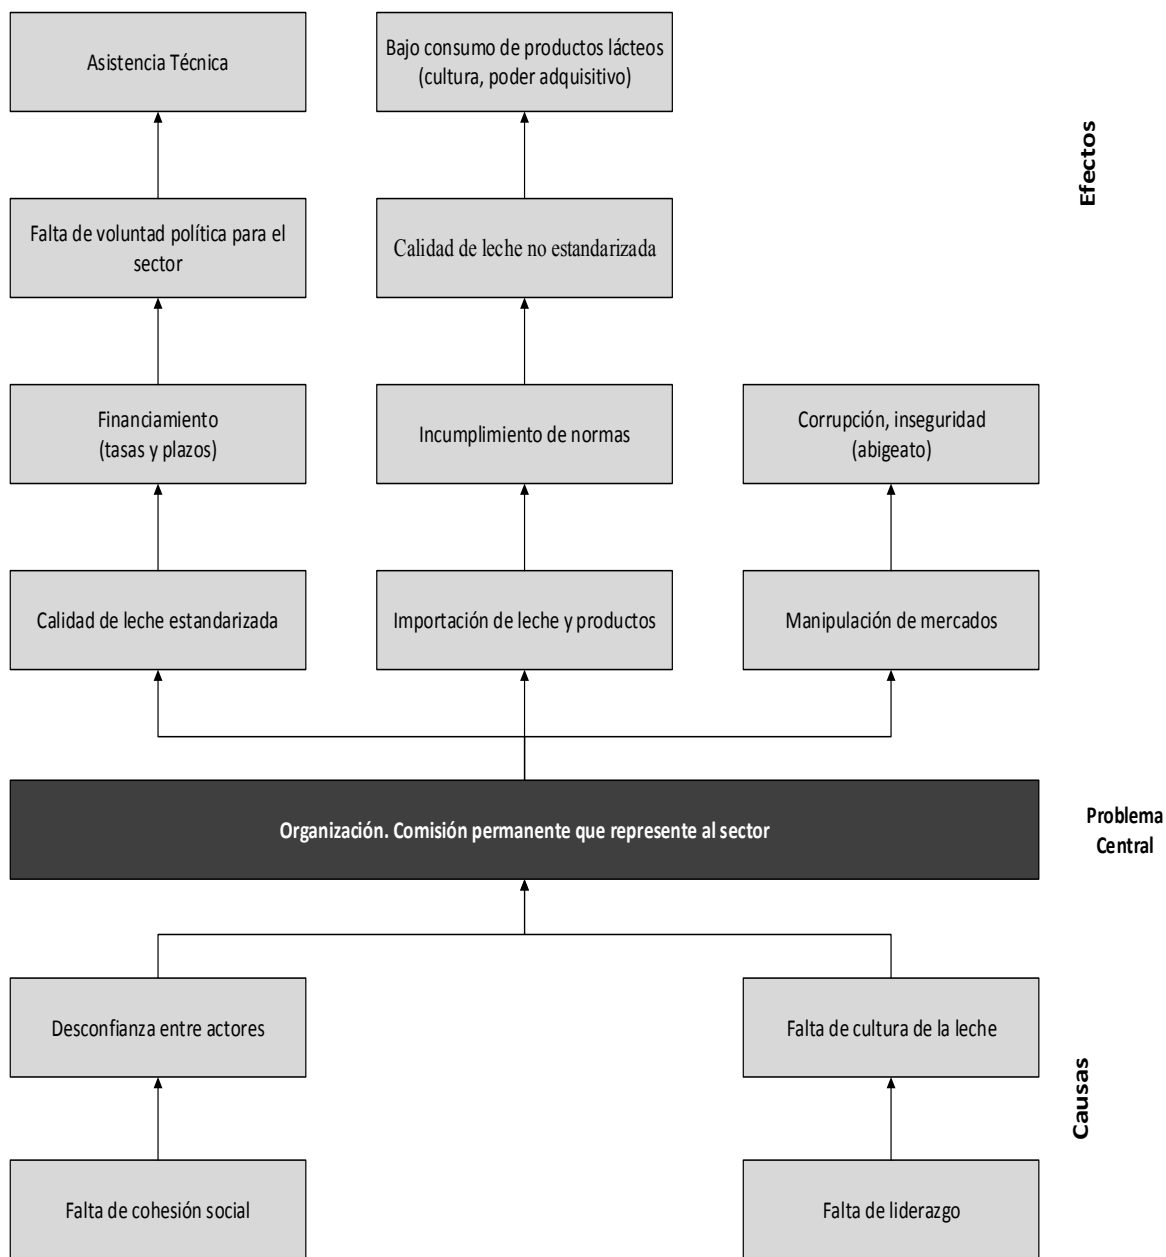 Asistencia Técnica
Bajo consumo de productos lácteos
(cultura, poder adquisitivo)
Efectos
Falta de voluntad política para el
sector
Calidad de leche no estandarizada
Financiamiento
(tasas y plazos)
Incumplimiento de normas
Corrupción, inseguridad
(abigeato)
Calidad de leche estandarizada
Importación de leche y productos
Manipulación de mercados
Organización. Comisión permanente que represente al sector
Problema
Central
Desconfianza entre actores
Falta de cultura de la leche
Causas
Falta de cohesión social
Falta de liderazgo